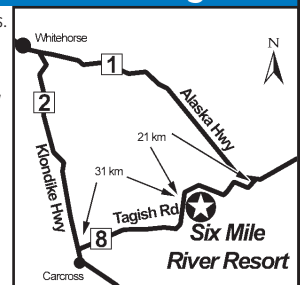 s.
Whitehorse
N
1
2
Alaska Hwy
21 km
Klondike Hwy
31 km
Tagish Rd
8
Six Mile
River Resort
Carcross